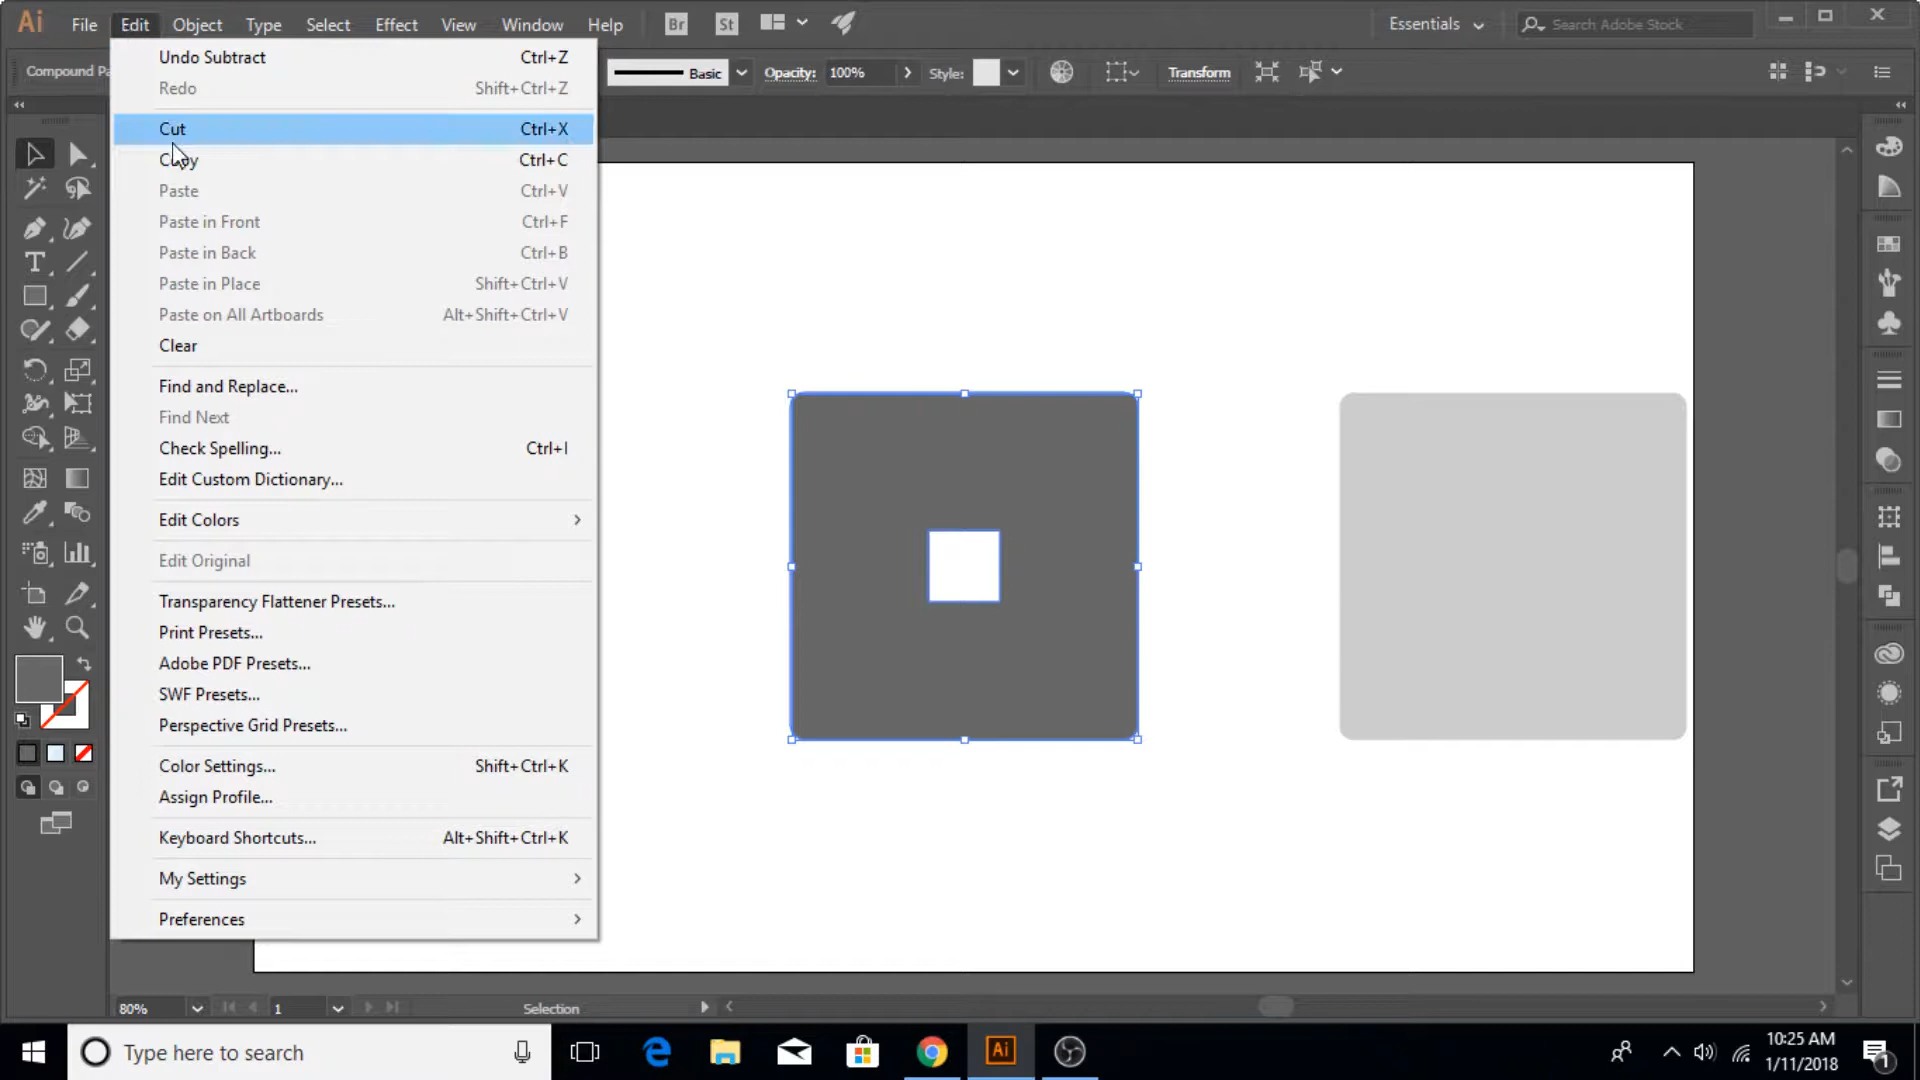 Ai File Edit Object Type Select Effect View Window Help Br St Essentials Search Adobe Stock
Compound Pa Basic Opacity: 100% Style: Transform
Undo Subtract Ctrl+Z
Redo Shift+Ctrl+Z
Cut Ctrl+X
Copy Ctrl+C
Paste Ctrl+V
Paste in Front Ctrl+F
Paste in Back Ctrl+B
Paste in Place Shift+Ctrl+V
Paste on All Artboards Alt+Shift+Ctrl+V
Clear
Find and Replace...
Find Next
Check Spelling... Ctrl+I
Edit Custom Dictionary...
Edit Colors
Edit Original
Transparency Flattener Presets...
Print Presets...
Adobe PDF Presets...
SWF Presets...
Perspective Grid Presets...
Color Settings... Shift+Ctrl+K
Assign Profile...
Keyboard Shortcuts... Alt+Shift+Ctrl+K
My Settings
Preferences
80% 1 Selection
Type here to search Ai 10:25 AM
1/11/2018 1